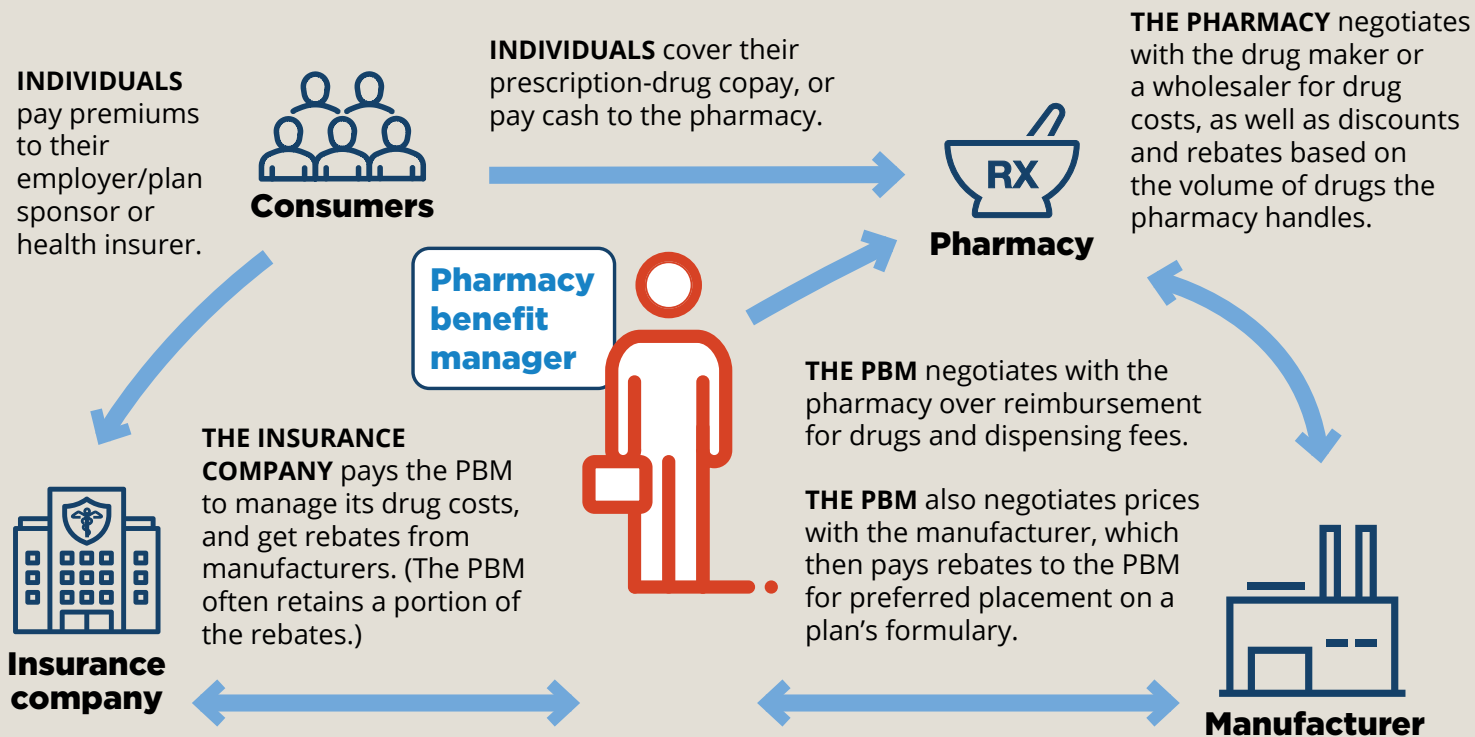 INDIVIDUALS
pay premiums
to their
employer/plan
sponsor or
health insurer.
Consumers
INDIVIDUALS cover their
prescription-drug copay, or
pay cash to the pharmacy.
RX
Pharmacy
THE PHARMACY negotiates
with the drug maker or
a wholesaler for drug
costs, as well as discounts
and rebates based on
the volume of drugs the
pharmacy handles.
Pharmacy
benefit
manager
THE INSURANCE
COMPANY pays the PBM
to manage its drug costs,
and get rebates from
manufacturers. (The PBM
often retains a portion of
the rebates.)
THE PBM negotiates with the
pharmacy over reimbursement
for drugs and dispensing fees.
THE PBM also negotiates prices
with the manufacturer, which
then pays rebates to the PBM
for preferred placement on a
plan’s formulary.
Insurance
company
Manufacturer